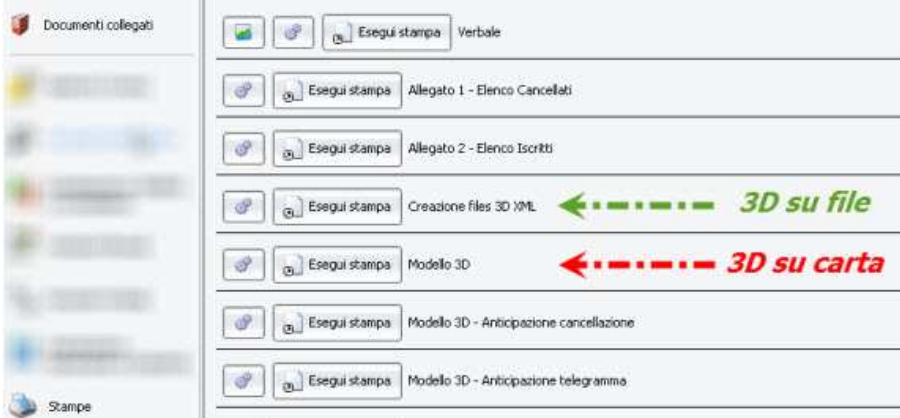 Documenti collegati
Esegui stampa Verbale
Esegui stampa Allegato 1 - Elenco Cancellati
Esegui stampa Allegato 2 - Elenco Iscritti
Esegui stampa Creazione files 3D XML 3D su file
Esegui stampa Modello 3D 3D su carta
Esegui stampa Modello 3D - Anticipazione cancellazione
Esegui stampa Modello 3D - Anticipazione telegramma
Stampe